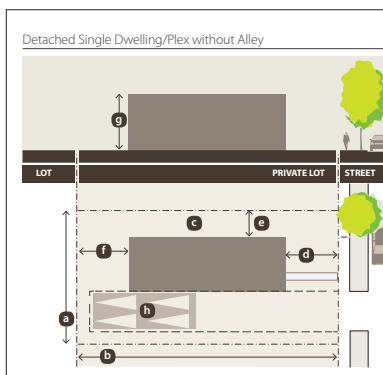 Detached Single Dwelling/Plex without Alley
g
LOT PRIVATE LOT STREET
c e
f d
h
a
b